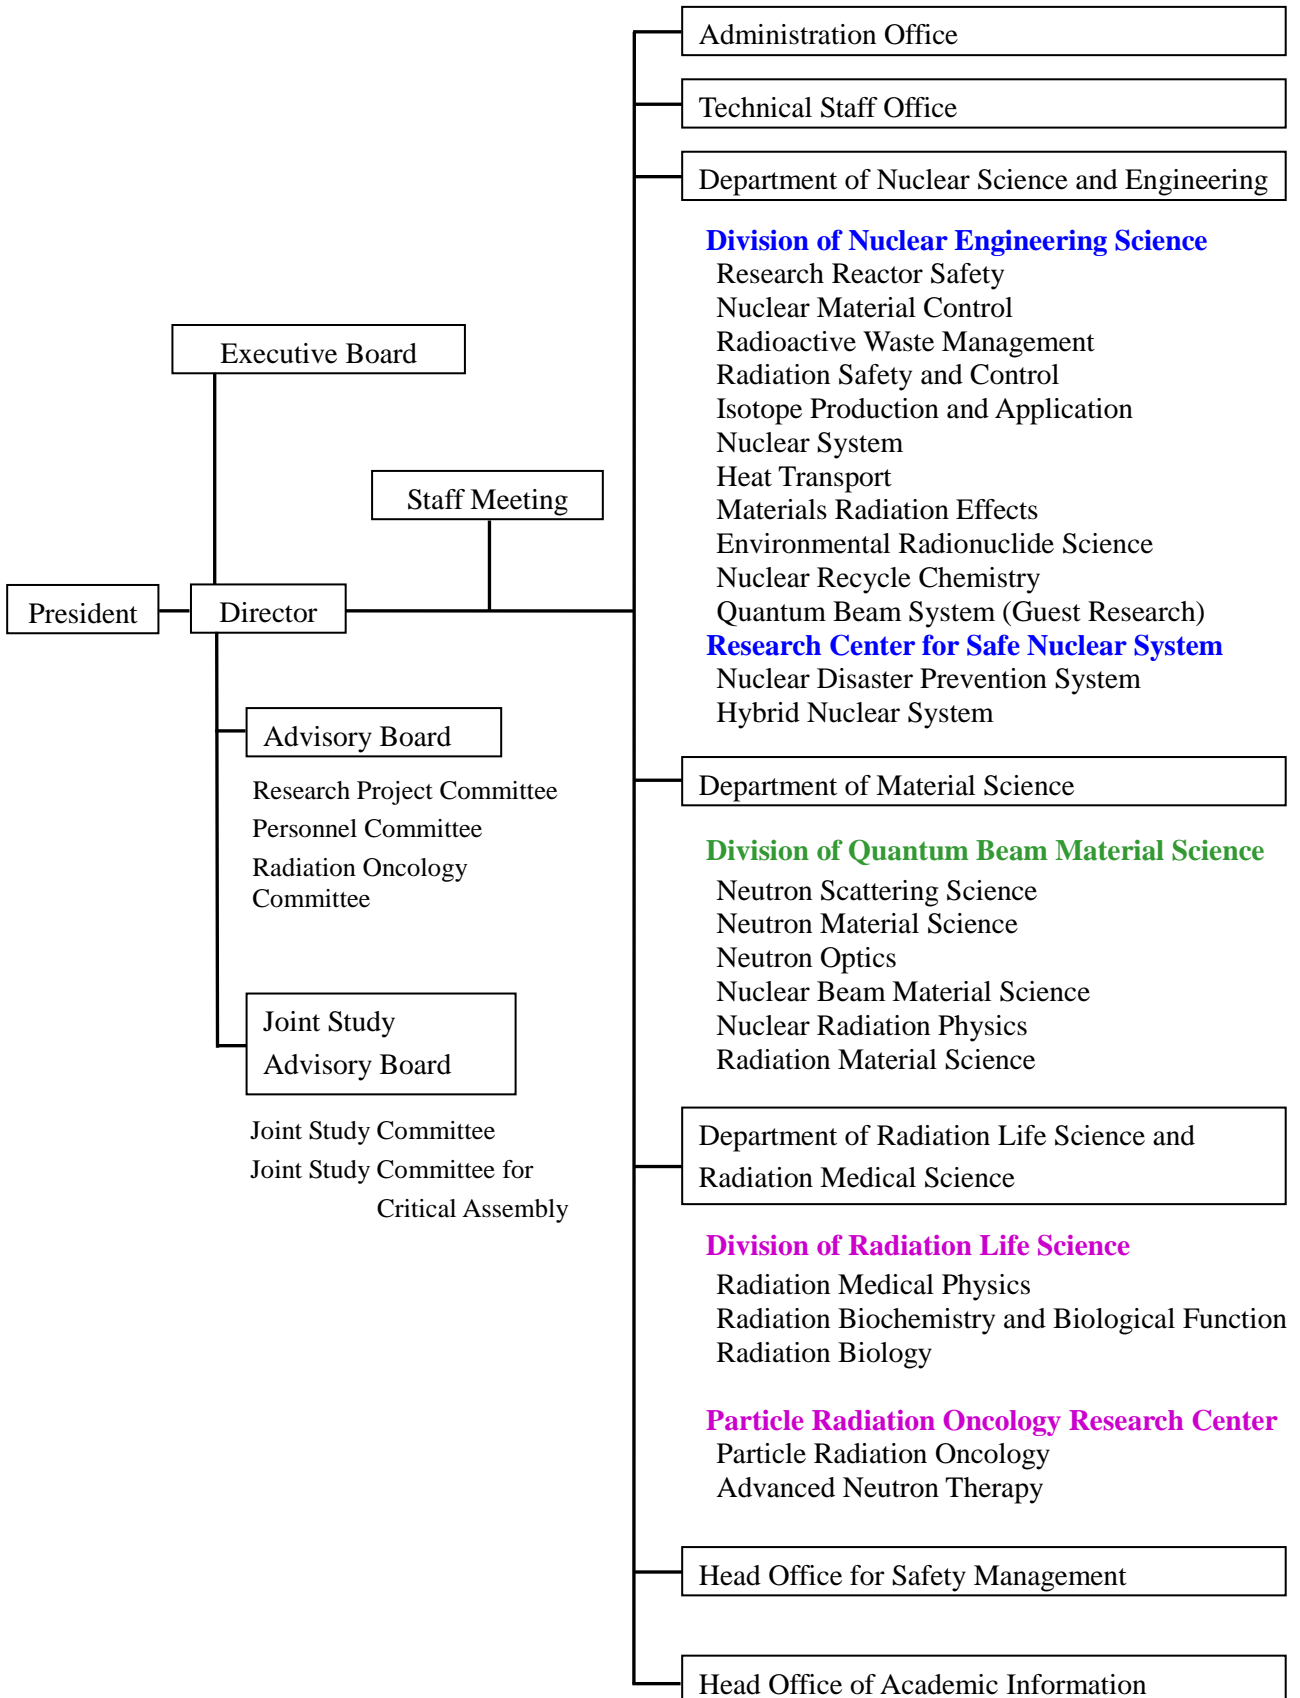 Administration Office
Technical Staff Office
Department of Nuclear Science and Engineering
Division of Nuclear Engineering Science
Research Reactor Safety
Nuclear Material Control
Radioactive Waste Management
Radiation Safety and Control
Isotope Production and Application
Nuclear System
Heat Transport
Materials Radiation Effects
Environmental Radionuclide Science
Nuclear Recycle Chemistry
Quantum Beam System (Guest Research)
Research Center for Safe Nuclear System
Nuclear Disaster Prevention System
Hybrid Nuclear System
Executive Board
Staff Meeting
President
Director
Advisory Board
Research Project Committee
Personnel Committee
Radiation Oncology
Committee
Joint Study
Advisory Board
Joint Study Committee
Joint Study Committee for
Critical Assembly
Department of Material Science
Division of Quantum Beam Material Science
Neutron Scattering Science
Neutron Material Science
Neutron Optics
Nuclear Beam Material Science
Nuclear Radiation Physics
Radiation Material Science
Department of Radiation Life Science and
Radiation Medical Science
Division of Radiation Life Science
Radiation Medical Physics
Radiation Biochemistry and Biological Function
Radiation Biology
Particle Radiation Oncology Research Center
Particle Radiation Oncology
Advanced Neutron Therapy
Head Office for Safety Management
Head Office of Academic Information